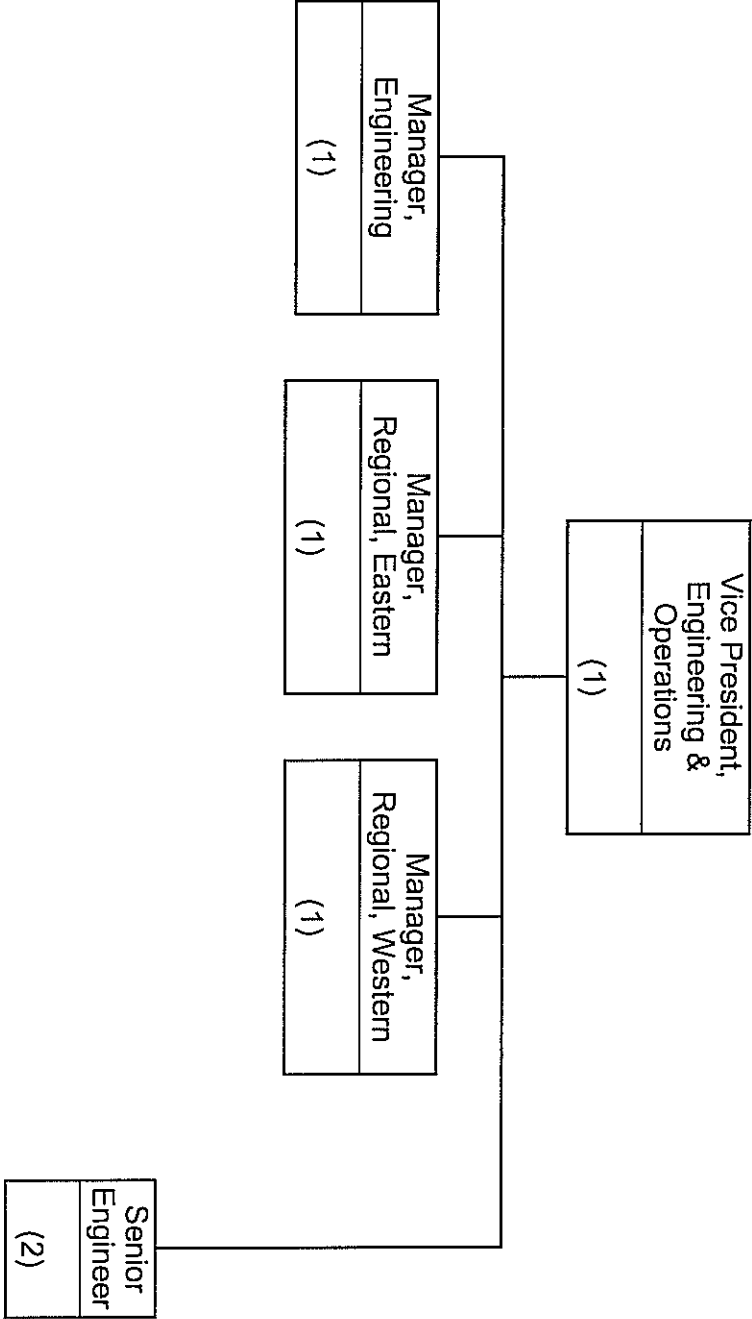 Vice President,
Engineering &
Operations
(1)
Manager,
Engineering
(1)
Manager,
Regional, Eastern
(1)
Manager,
Regional, Western
(1)
Senior
Engineer
(2)